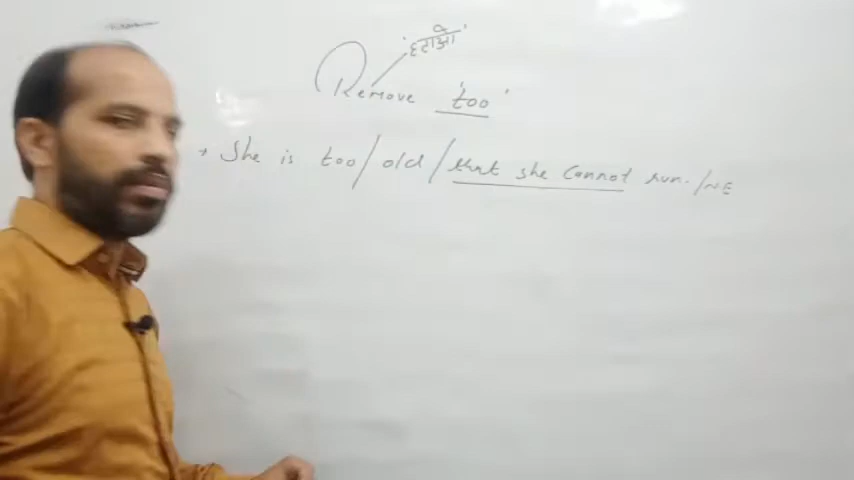 हटाओ
Remove 'too'
→ She is too / old / that she cannot run. / NE